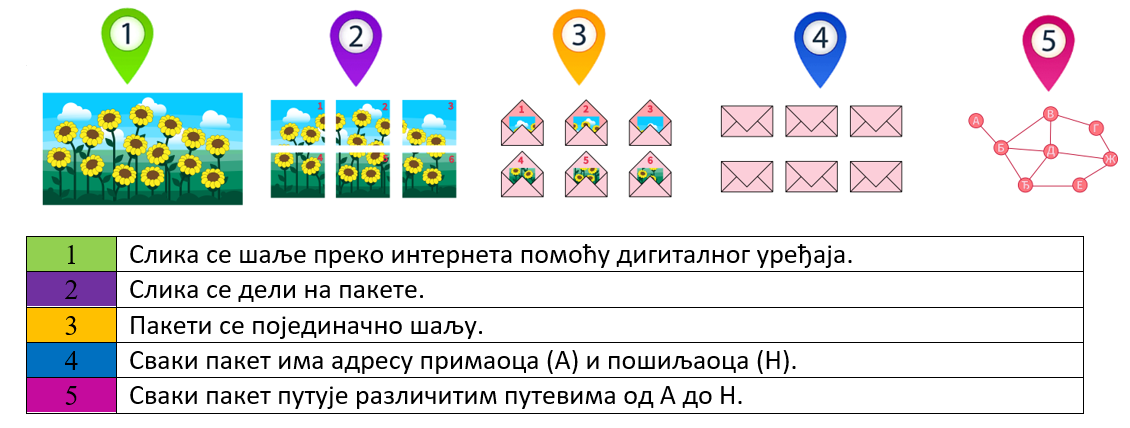 1 2 3 4 5
1 2 3
4 5 6
1 2 3
4 5 6
А В Г
Б Д Ж
Ђ Е
1 Слика се шаље преко интернета помоћу дигиталног уређаја.
2 Слика се дели на пакете.
3 Пакети се појединачно шаљу.
4 Сваки пакет има адресу примаоца (А) и пошиљаоца (Н).
5 Сваки пакет путује различитим путевима од А до Н.